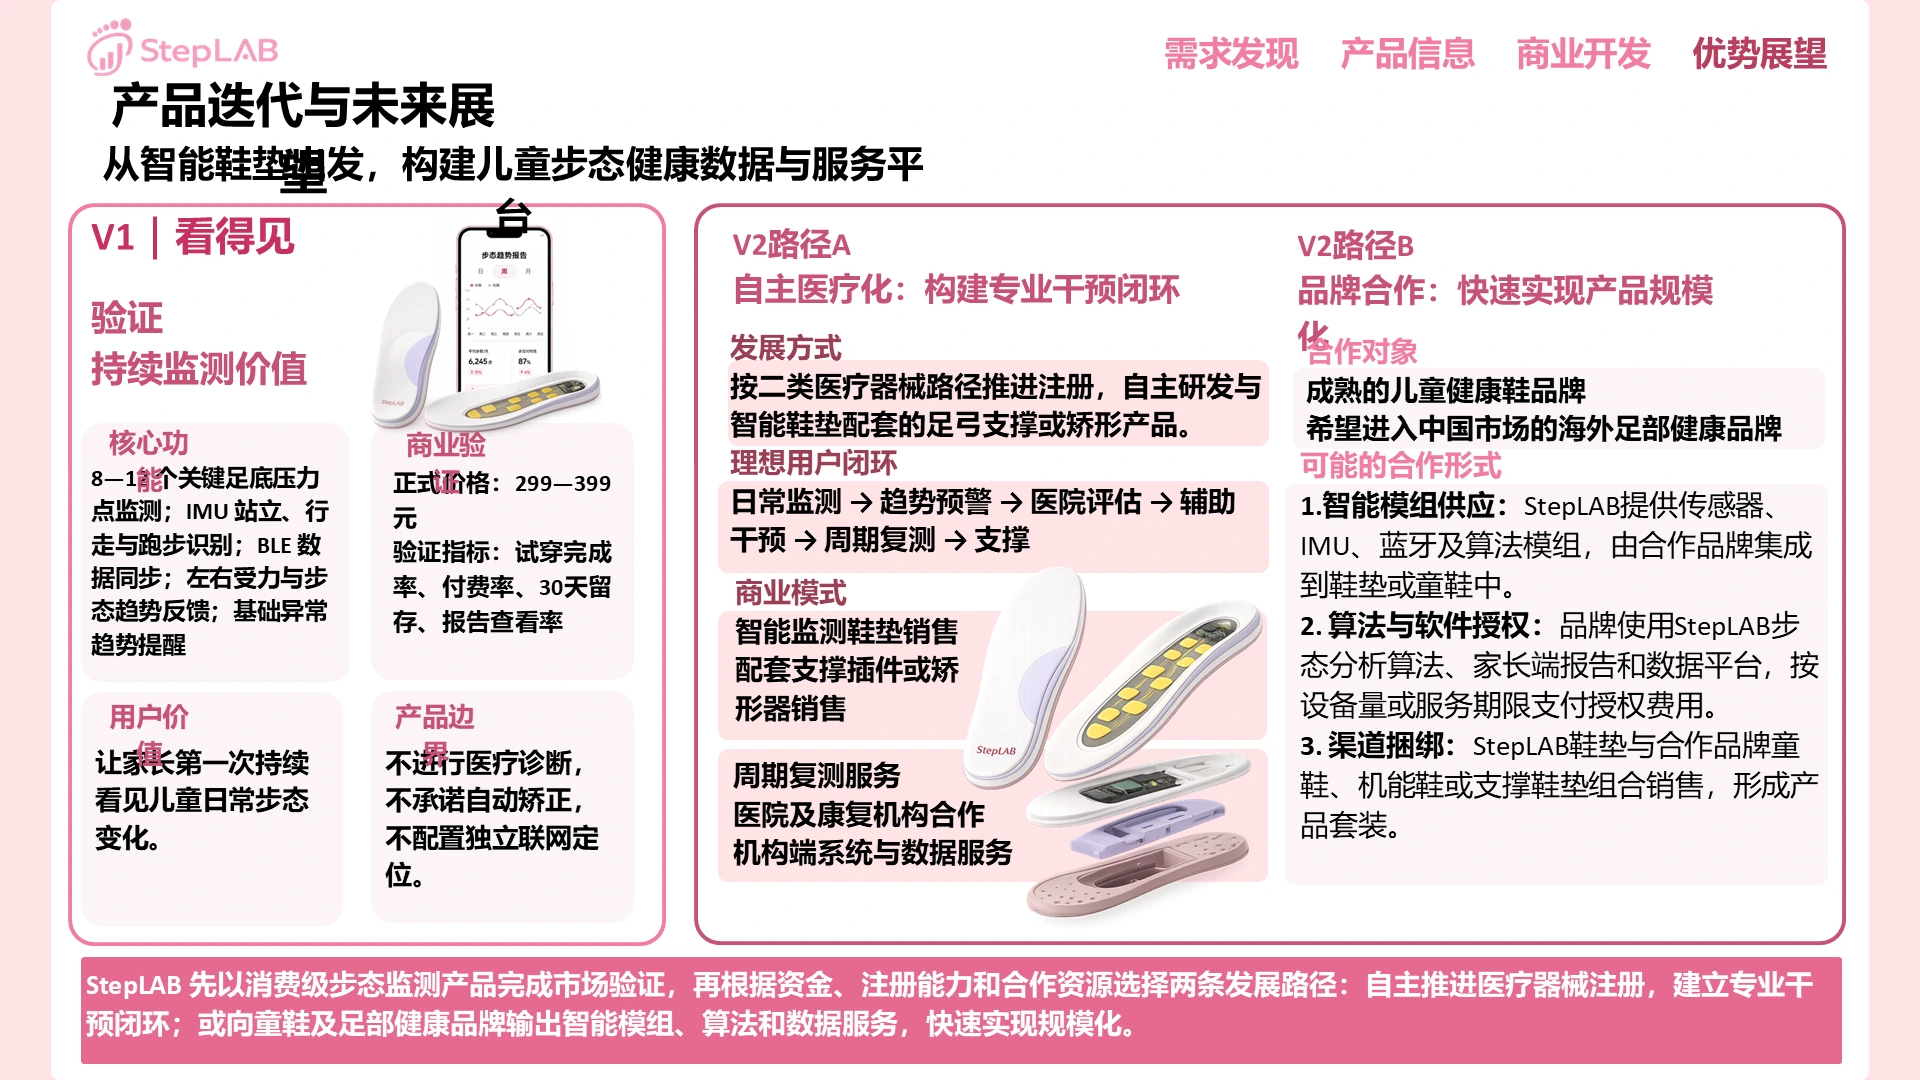 StepLAB
需求发现 产品信息 商业开发 优势展望
产品迭代与未来展
望
从智能鞋垫出发，构建儿童步态健康数据与服务平
台
V1｜看得见
验证
持续监测价值
步态趋势报告
日 周 月
6,245
87%
StepLAB
核心功
能
8—12个关键足底压力
点监测；IMU 站立、行
走与跑步识别；BLE 数
据同步；左右受力与步
态趋势反馈；基础异常
趋势提醒
商业验
证
正式价格：299—399
元
验证指标：试穿完成
率、付费率、30天留
存、报告查看率
用户价
值
让家长第一次持续
看见儿童日常步态
变化。
产品边
界
不进行医疗诊断，
不承诺自动矫正，
不配置独立联网定
位。
V2路径A
自主医疗化：构建专业干预闭环
发展方式
按二类医疗器械路径推进注册，自主研发与
智能鞋垫配套的足弓支撑或矫形产品。
理想用户闭环
日常监测 → 趋势预警 → 医院评估 → 辅助
干预 → 周期复测 → 支撑
商业模式
智能监测鞋垫销售
配套支撑插件或矫
形器销售
周期复测服务
医院及康复机构合作
机构端系统与数据服务
StepLAB
V2路径B
品牌合作：快速实现产品规模
化
合作对象
成熟的儿童健康鞋品牌
希望进入中国市场的海外足部健康品牌
可能的合作形式
1.智能模组供应：StepLAB提供传感器、
IMU、蓝牙及算法模组，由合作品牌集成
到鞋垫或童鞋中。
2. 算法与软件授权：品牌使用StepLAB步
态分析算法、家长端报告和数据平台，按
设备量或服务期限支付授权费用。
3. 渠道捆绑：StepLAB鞋垫与合作品牌童
鞋、机能鞋或支撑鞋垫组合销售，形成产
品套装。
StepLAB 先以消费级步态监测产品完成市场验证，再根据资金、注册能力和合作资源选择两条发展路径：自主推进医疗器械注册，建立专业干
预闭环；或向童鞋及足部健康品牌输出智能模组、算法和数据服务，快速实现规模化。